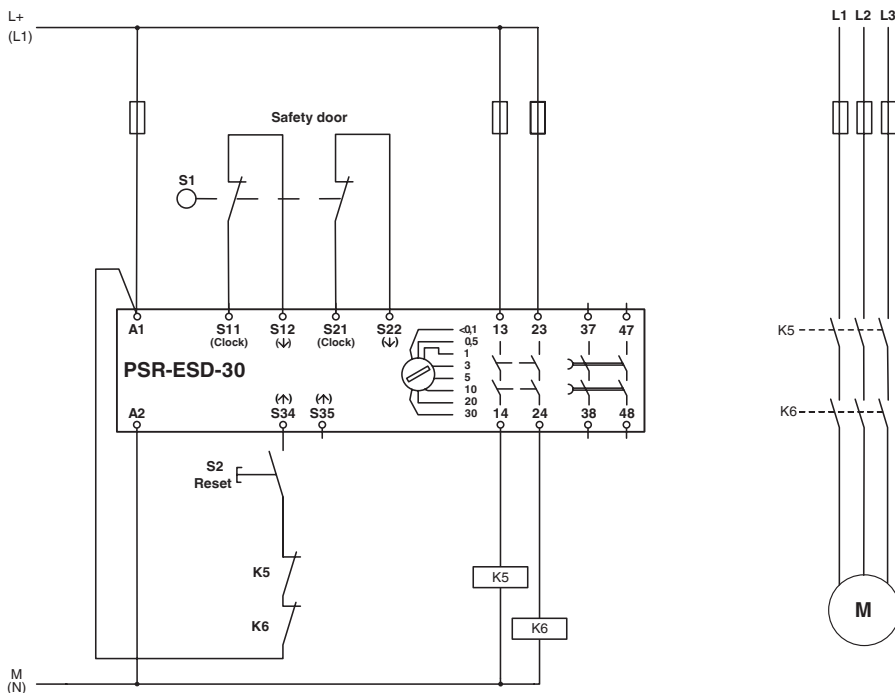 L+
(L1)
L1 L2 L3
Safety door
S1
A1 S11 S12 S21 S22 13 23 37 47
(Clock) (↓) (Clock) (↓)
<0,1
0,5
1
3
5
10
20
30
PSR-ESD-30
(↑) (↑)
A2 S34 S35 14 24 38 48
S2
Reset
K5
K6
K5
K6
K5
K6
M
M
(N)